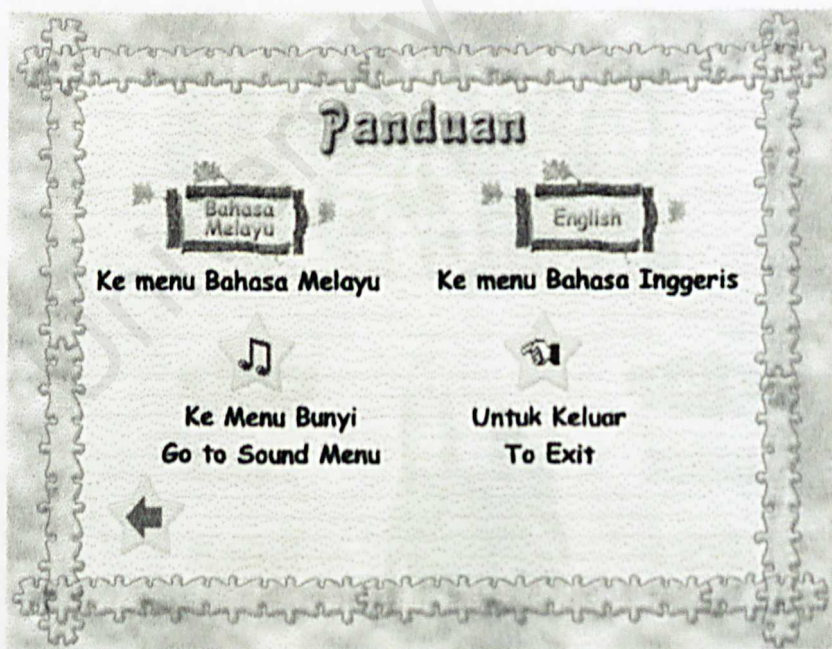 Panduan
Bahasa
Melayu
English
Ke menu Bahasa Melayu
Ke menu Bahasa Inggeris
Ke Menu Bunyi
Go to Sound Menu
Untuk Keluar
To Exit
University